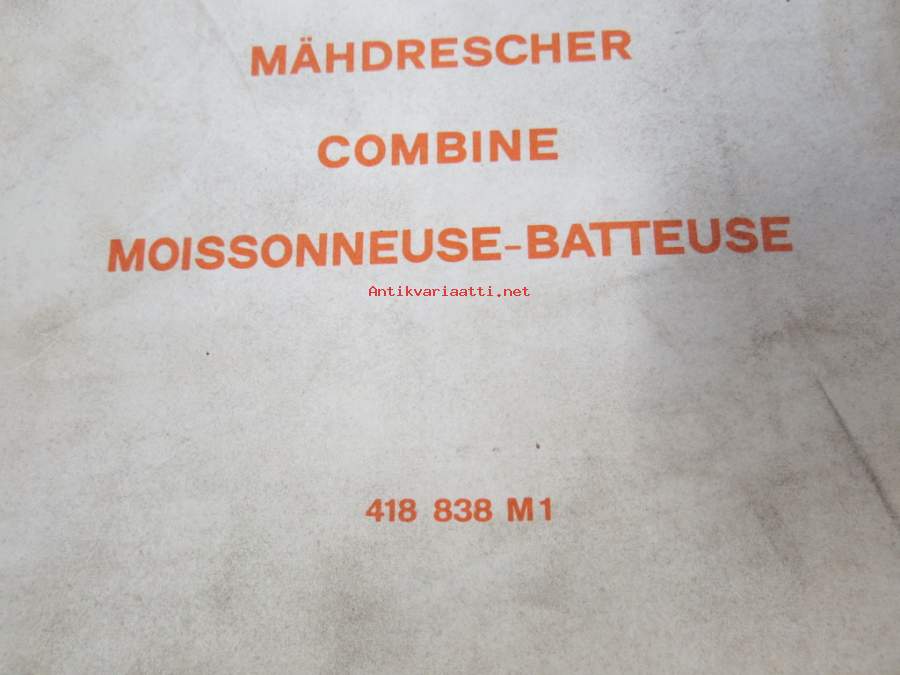 MÄHDRESCHER
COMBINE
MOISSONNEUSE-BATTEUSE
Antikvariaatti.net
418 838 M1